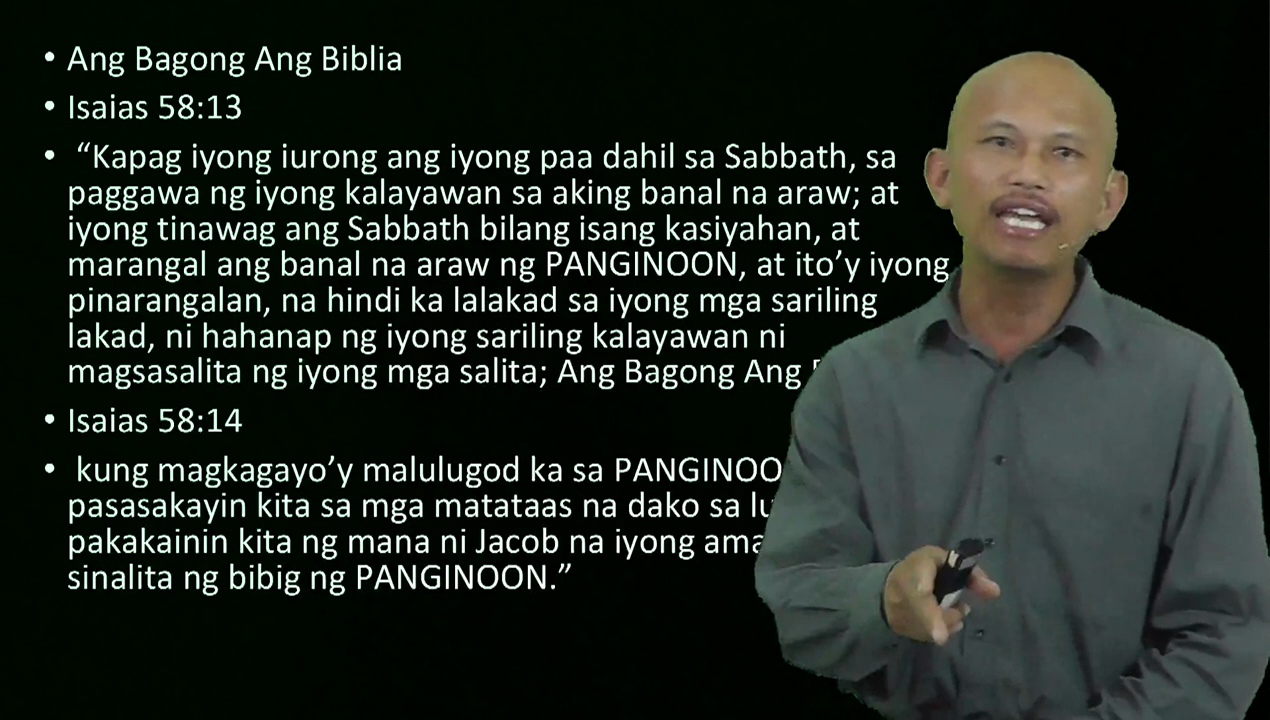 • Ang Bagong Ang Biblia
• Isaias 58:13
• “Kapag iyong iurong ang iyong paa dahil sa Sabbath, sa
paggawa ng iyong kalayawan sa aking banal na araw; at
iyong tinawag ang Sabbath bilang isang kasiyahan, at
marangal ang banal na araw ng PANGINOON, at ito’y iyong
pinarangalan, na hindi ka lalakad sa iyong mga sariling
lakad, ni hahanap ng iyong sariling kalayawan ni
magsasalita ng iyong mga salita; Ang Bagong Ang
• Isaias 58:14
• kung magkagayo’y malulugod ka sa
pasasakayin kita sa mga matataas na dako sa
pakakainin kita ng mana ni Jacob na iyong
sinalita ng bibig ng PANGINOON.”